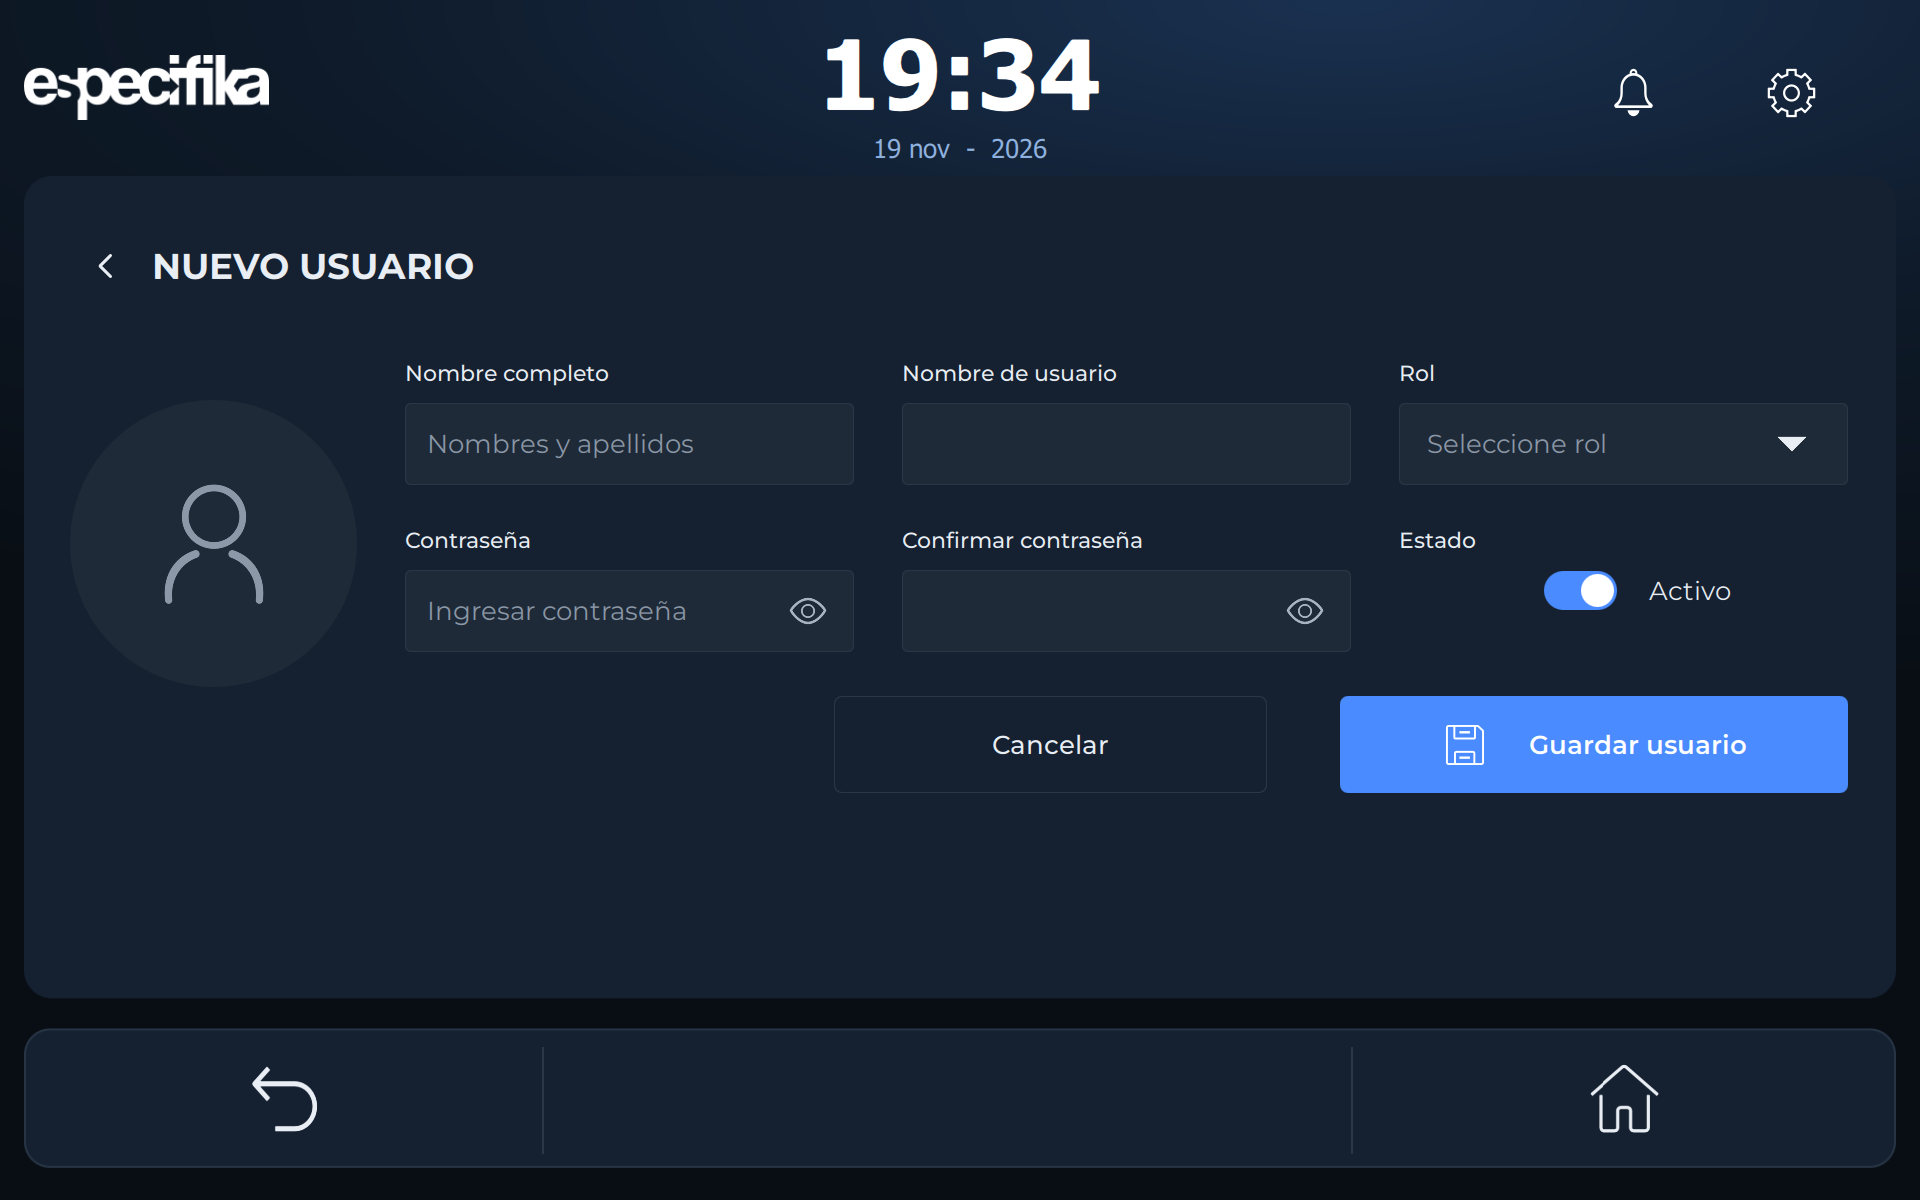 especifika
19:34
19 nov - 2026
NUEVO USUARIO
Nombre completo
Nombre de usuario
Rol
Nombres y apellidos
Seleccione rol
Contraseña
Confirmar contraseña
Estado
Ingresar contraseña
Activo
Cancelar
Guardar usuario